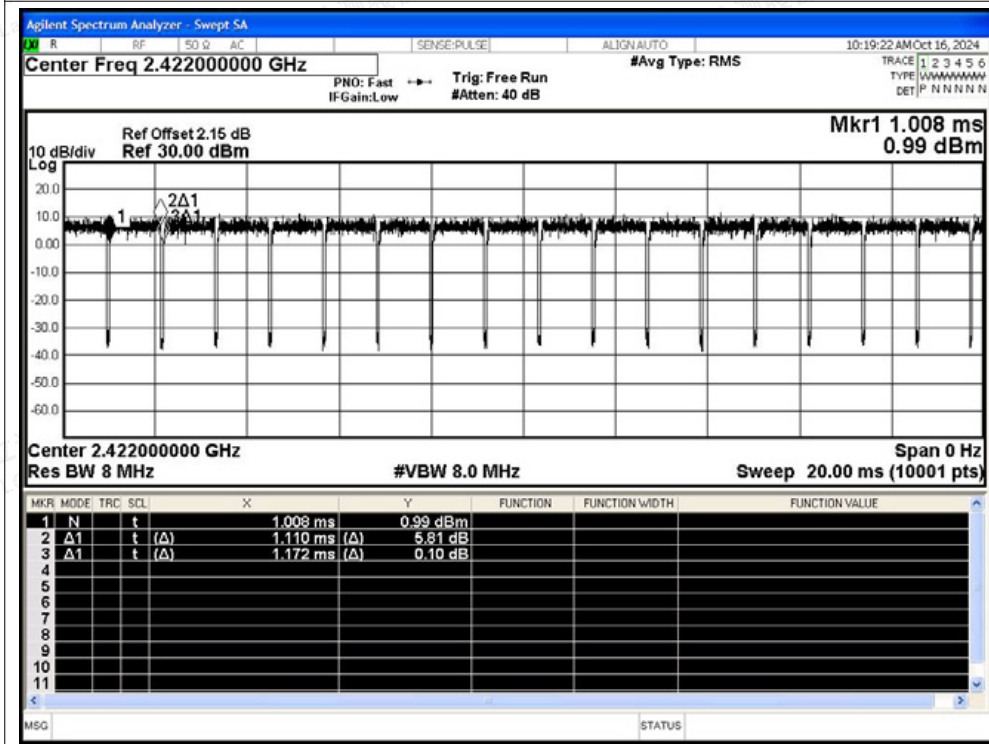 Agilent Spectrum Analyzer - Swept SA
R RF 50 Ω AC SENSE:PULSE ALIGN AUTO 10:19:22 AM Oct 16, 2024
Center Freq 2.422000000 GHz #Avg Type: RMS TRACE 1 2 3 4 5 6
PNO: Fast Trig: Free Run TYPE WWWWWW
IFGain:Low #Atten: 40 dB DET P N N N N N
Mkr1 1.008 ms
0.99 dBm
Ref Offset 2.15 dB
10 dB/div Ref 30.00 dBm
Log
20.0
10.0
0.00
-10.0
-20.0
-30.0
-40.0
-50.0
-60.0
1
2Δ1
3Δ1
Center 2.422000000 GHz Span 0 Hz
Res BW 8 MHz #VBW 8.0 MHz Sweep 20.00 ms (10001 pts)
MKR MODE TRC SCL X Y FUNCTION FUNCTION WIDTH FUNCTION VALUE
1 N t 1.008 ms 0.99 dBm
2 Δ1 t (Δ) 1.110 ms (Δ) 5.81 dB
3 Δ1 t (Δ) 1.172 ms (Δ) 0.10 dB
4
5
6
7
8
9
10
11
MSG STATUS